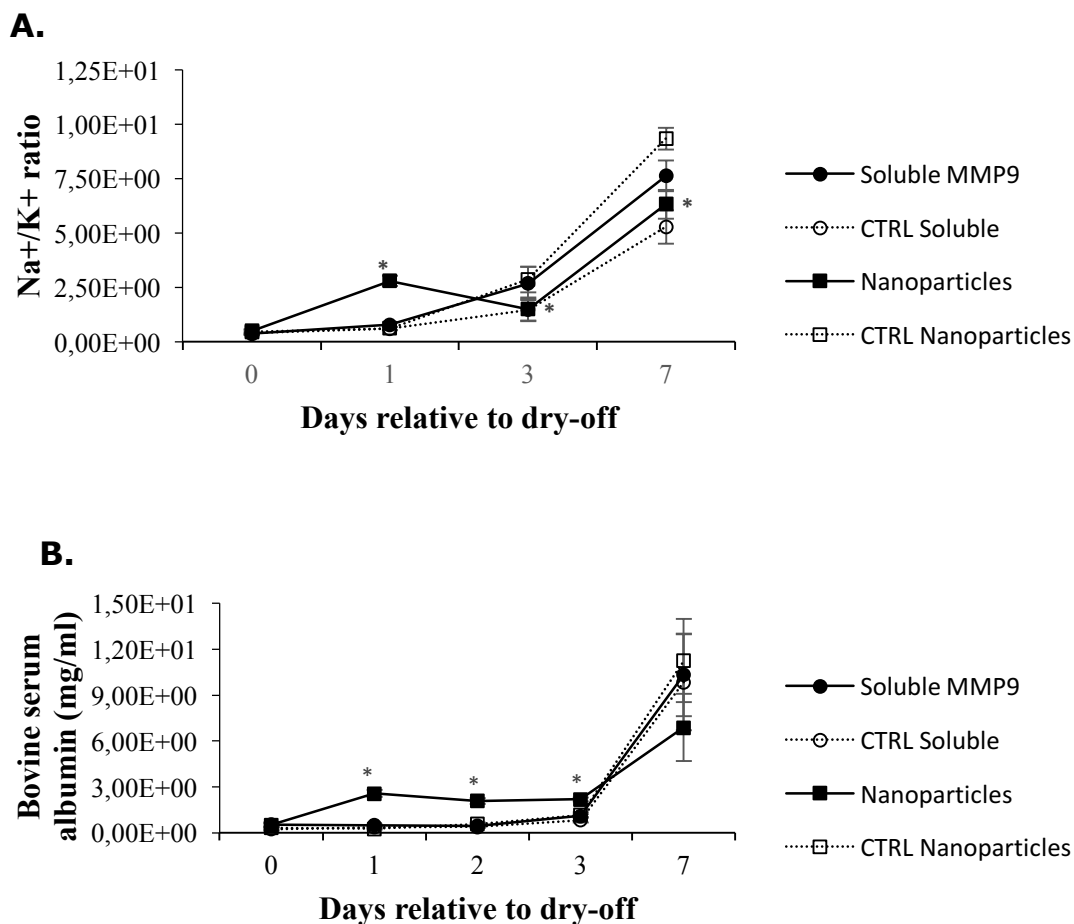 A.
1,25E+01
1,00E+01
7,50E+00
5,00E+00
2,50E+00
0,00E+00
Na+/K+ ratio
*
*
*
0 1 3 7
Days relative to dry-off
Soluble MMP9
CTRL Soluble
Nanoparticles
CTRL Nanoparticles
B.
1,50E+01
1,20E+01
9,00E+00
6,00E+00
3,00E+00
0,00E+00
Bovine serum
albumin (mg/ml)
* * *
0 1 2 3 7
Days relative to dry-off
Soluble MMP9
CTRL Soluble
Nanoparticles
CTRL Nanoparticles